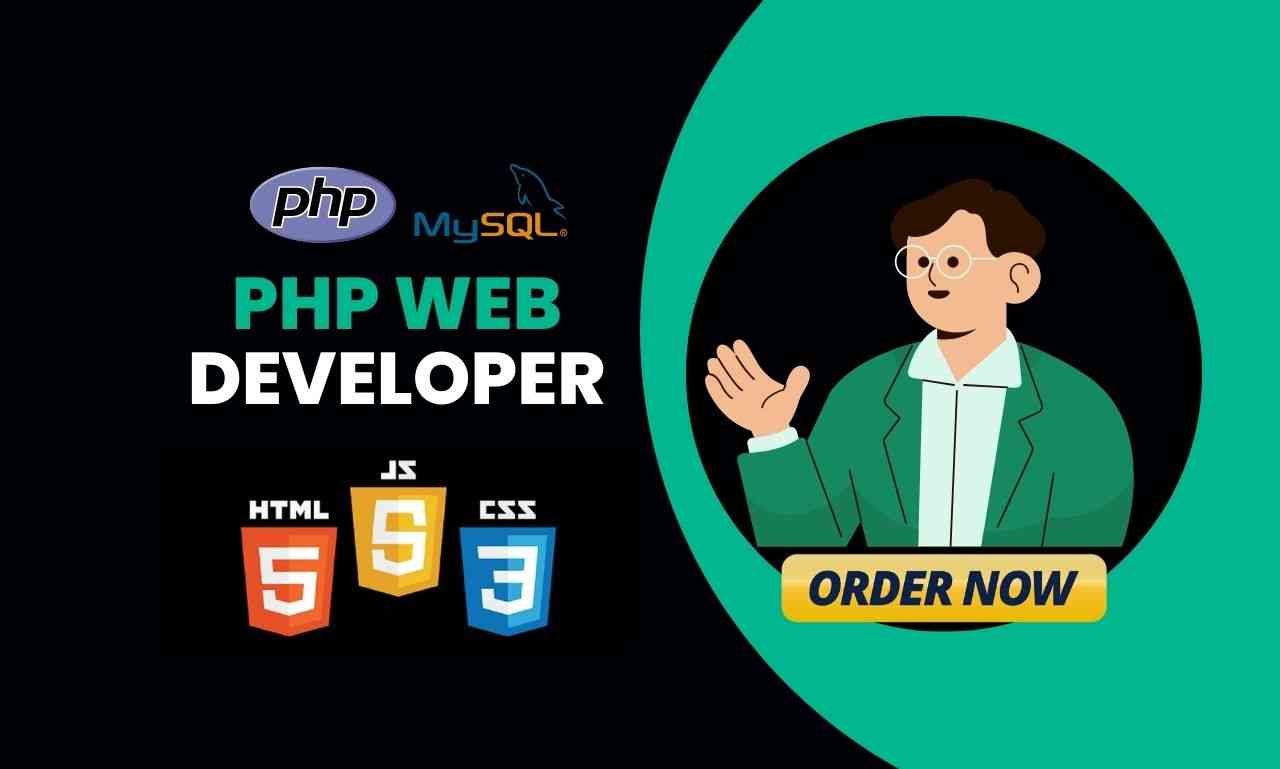 php
MySQL®
PHP WEB
DEVELOPER
JS
HTML
CSS
5
5
3
ORDER NOW